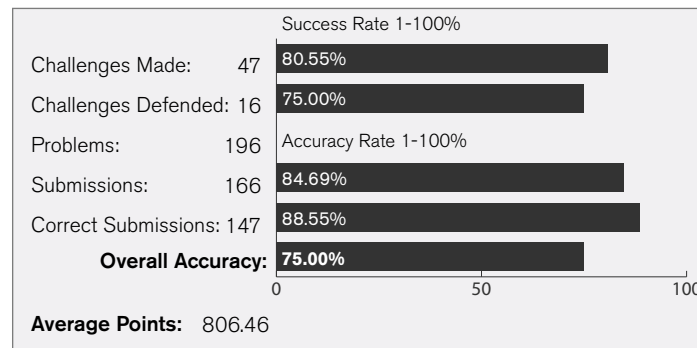 Success Rate 1-100%
Challenges Made: 47 80.55%
Challenges Defended: 16 75.00%
Problems: 196 Accuracy Rate 1-100%
Submissions: 166 84.69%
Correct Submissions: 147 88.55%
Overall Accuracy: 75.00%
0 50 100
Average Points: 806.46